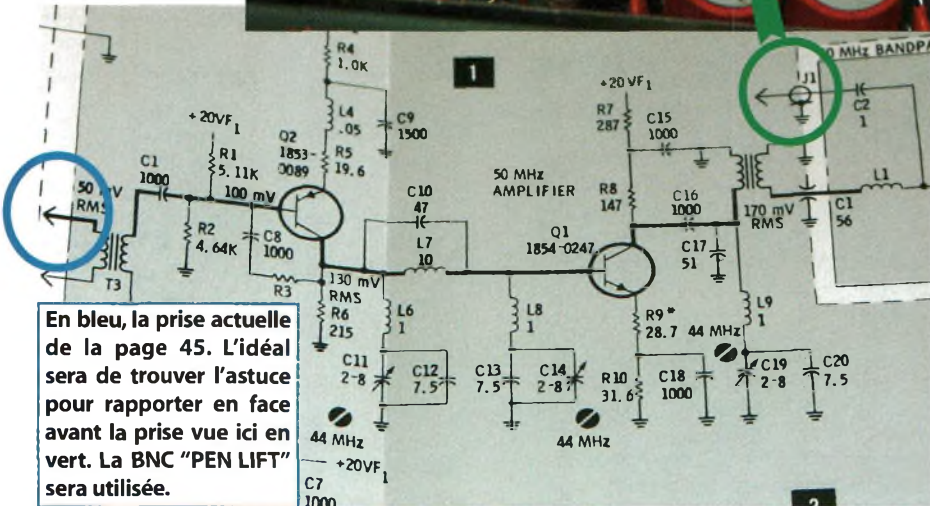 R4
1.0K
1
+20VF1
R7
287
C15
1000
J1
0 MHz BANDPA
C2
1
L4
.05
C9
1500
+20VF1
Q2
1853-
0089
R5
19.6
R1
5.11K
C1
1000
50 mV
RMS
100 mV
C10
47
50 MHz
AMPLIFIER
R8
147
C16
1000
170 mV
RMS
L1
C1
56
R2
4.64K
C8
1000
L7
10
Q1
1854-0247
C17
51
T3
R3
130 mV
RMS
R6
215
L6
1
L8
1
R9*
28.7
44 MHz
L9
1
C11
2-8
C12
7.5
C13
7.5
C14
2-8
R10
31.6
C18
1000
C19
2-8
C20
7.5
44 MHz
44 MHz
+20VF1
C7
1000
2
En bleu, la prise actuelle
de la page 45. L'idéal
sera de trouver l'astuce
pour rapporter en face
avant la prise vue ici en
vert. La BNC "PEN LIFT"
sera utilisée.